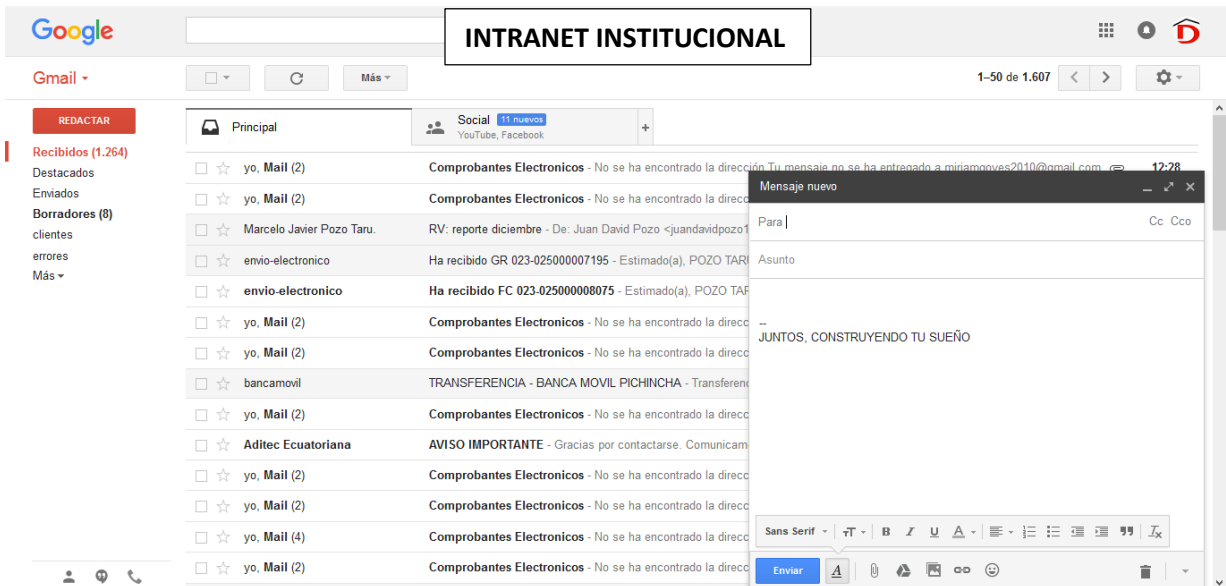 Google
INTRANET INSTITUCIONAL
D
Gmail
Más
1–50 de 1.607
REDACTAR
Principal
Social 11 nuevos
YouTube, Facebook
+
Recibidos (1.264)
Destacados
Enviados
Borradores (8)
clientes
errores
Más
yo, Mail (2) Comprobantes Electronicos - No se ha encontrado la dirección Tu mensaje no se ha entregado a miriamgoyes2010@gmail.com 12:28
yo, Mail (2) Comprobantes Electronicos - No se ha encontrado la direcc
Marcelo Javier Pozo Taru. RV: reporte diciembre - De: Juan David Pozo <juandavidpozo1
envio-electronico Ha recibido GR 023-025000007195 - Estimado(a), POZO TAR
envio-electronico Ha recibido FC 023-025000008075 - Estimado(a), POZO TAR
yo, Mail (2) Comprobantes Electronicos - No se ha encontrado la direcc
yo, Mail (2) Comprobantes Electronicos - No se ha encontrado la direcc
bancamovil TRANSFERENCIA - BANCA MOVIL PICHINCHA - Transferenc
yo, Mail (2) Comprobantes Electronicos - No se ha encontrado la direcc
Aditec Ecuatoriana AVISO IMPORTANTE - Gracias por contactarse. Comunicam
yo, Mail (2) Comprobantes Electronicos - No se ha encontrado la direcc
yo, Mail (2) Comprobantes Electronicos - No se ha encontrado la direcc
yo, Mail (4) Comprobantes Electronicos - No se ha encontrado la direcc
yo, Mail (2) Comprobantes Electronicos - No se ha encontrado la direcc
Mensaje nuevo
Para Cc Cco
Asunto
--
JUNTOS, CONSTRUYENDO TU SUEÑO
Sans Serif
Enviar